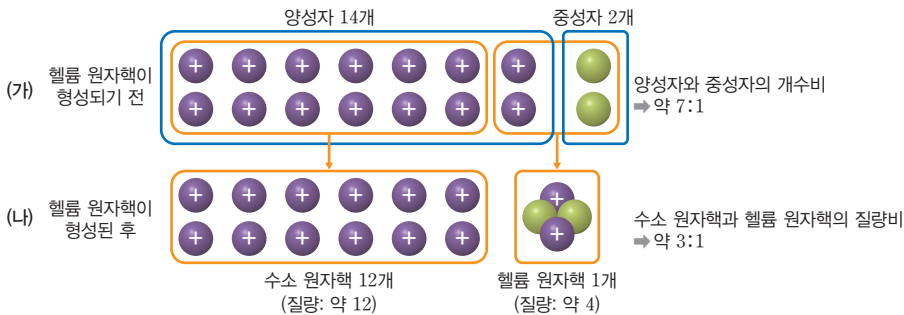 양성자 14개
중성자 2개
(가)
헬륨 원자핵이
형성되기 전
+ + + + + + +
+ + + + + + +
양성자와 중성자의 개수비
➡ 약 7:1
(나)
헬륨 원자핵이
형성된 후
+ + + + + + +
+ + + + + + +
수소 원자핵과 헬륨 원자핵의 질량비
➡ 약 3:1
수소 원자핵 12개
(질량: 약 12)
헬륨 원자핵 1개
(질량: 약 4)